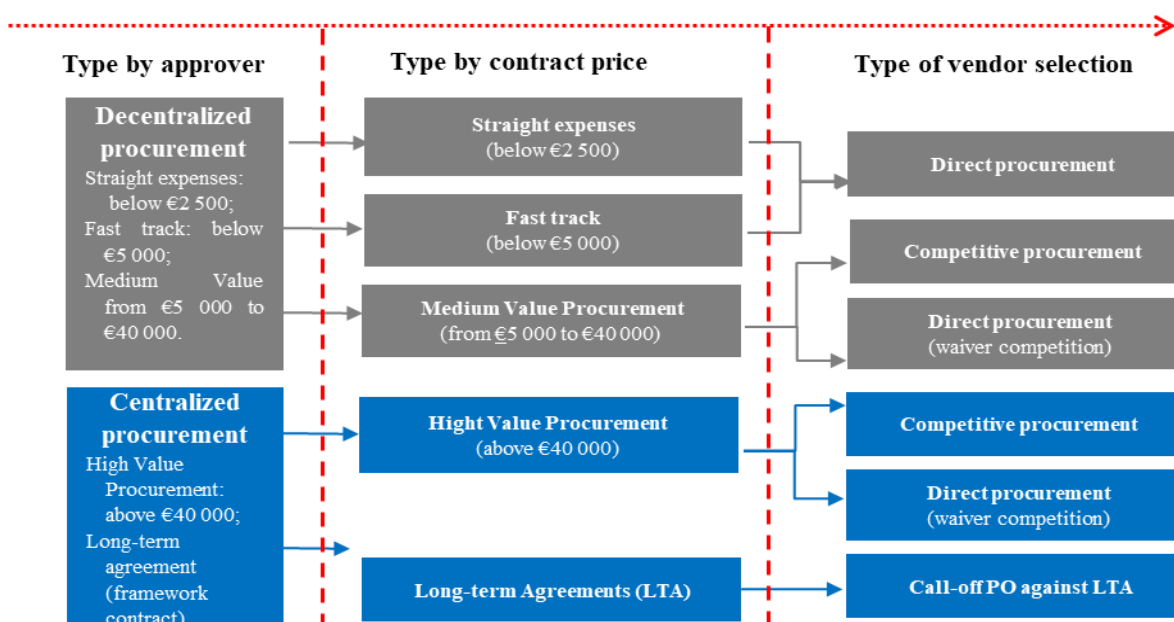 Type by approver
Type by contract price
Type of vendor selection
Decentralized
procurement
Straight expenses:
below €2 500;
Fast track: below
€5 000;
Medium Value
from €5 000 to
€40 000.
Straight expenses
(below €2 500)
Fast track
(below €5 000)
Medium Value Procurement
(from €5 000 to €40 000)
Direct procurement
Competitive procurement
Direct procurement
(waiver competition)
Centralized
procurement
High Value
Procurement:
above €40 000;
Long-term
agreement
(framework
contract)
Hight Value Procurement
(above €40 000)
Long-term Agreements (LTA)
Competitive procurement
Direct procurement
(waiver competition)
Call-off PO against LTA